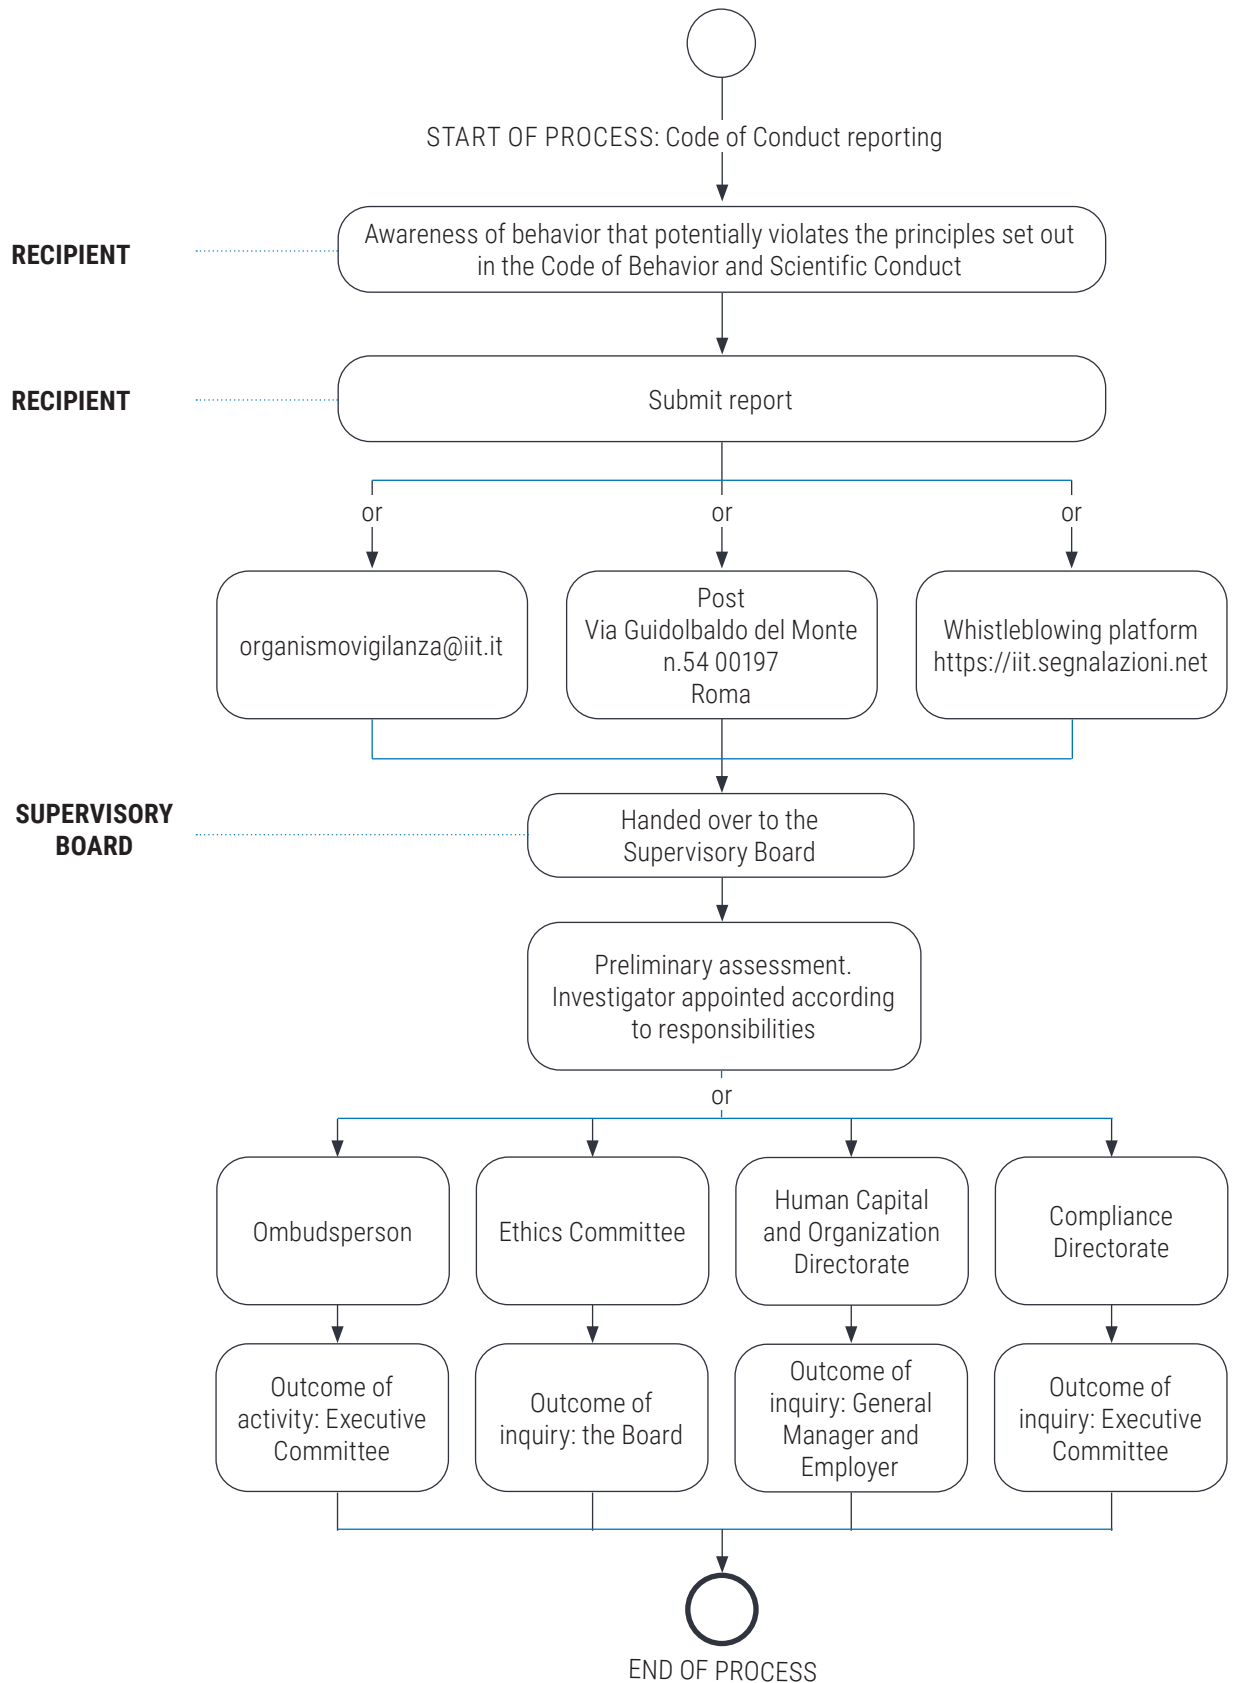 START OF PROCESS: Code of Conduct reporting
RECIPIENT
Awareness of behavior that potentially violates the principles set out
in the Code of Behavior and Scientific Conduct
RECIPIENT
Submit report
or
or
or
organismovigilanza@iit.it
Post
Via Guidolbaldo del Monte
n.54 00197
Roma
Whistleblowing platform
https://iit.segnalazioni.net
SUPERVISORY
BOARD
Handed over to the
Supervisory Board
Preliminary assessment.
Investigator appointed according
to responsibilities
or
Ombudsperson
Ethics Committee
Human Capital
and Organization
Directorate
Compliance
Directorate
Outcome of
activity: Executive
Committee
Outcome of
inquiry: the Board
Outcome of
inquiry: General
Manager and
Employer
Outcome of
inquiry: Executive
Committee
END OF PROCESS